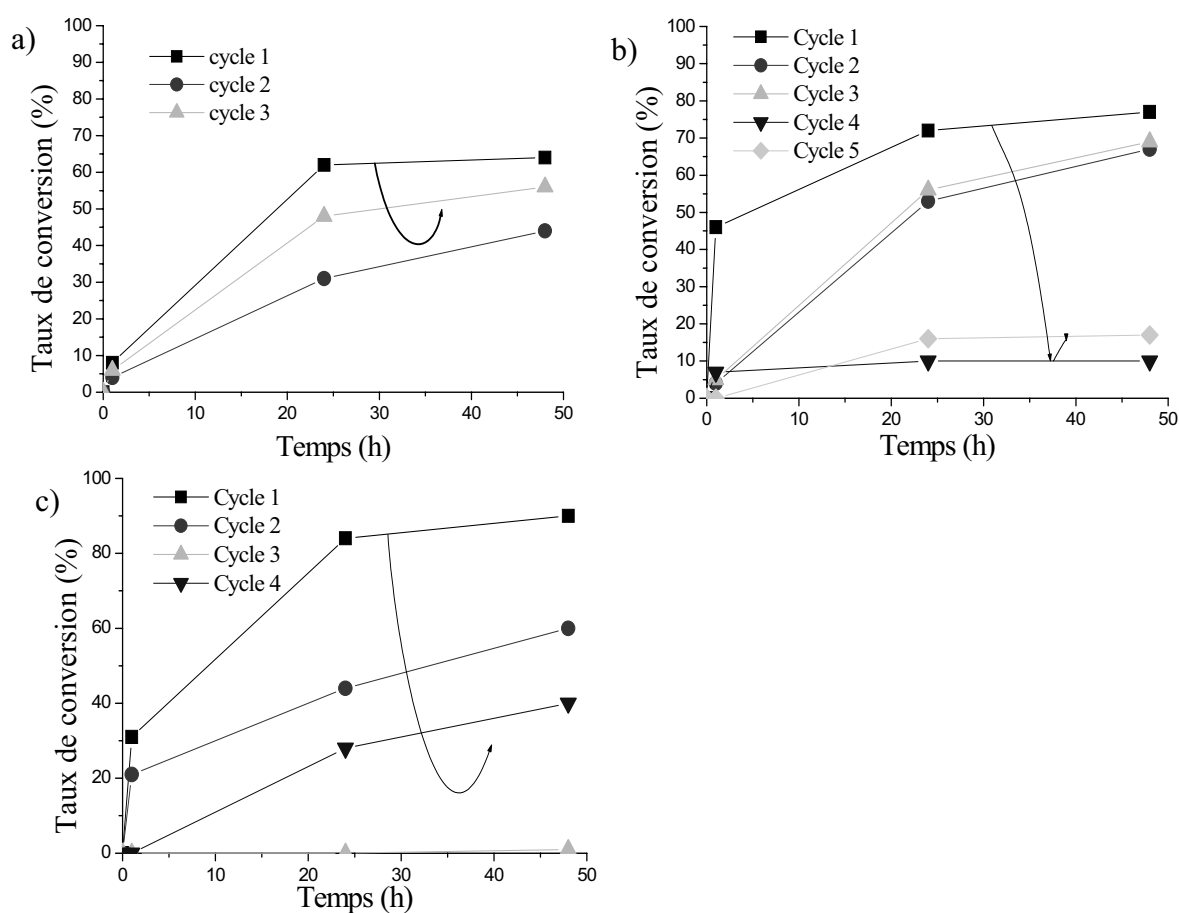 a)
cycle 1
cycle 2
cycle 3
Taux de conversion (%)
100
90
80
70
60
50
40
30
20
10
0
0 10 20 30 40 50
Temps (h)
b)
Cycle 1
Cycle 2
Cycle 3
Cycle 4
Cycle 5
Taux de conversion (%)
100
90
80
70
60
50
40
30
20
10
0
0 10 20 30 40 50
Temps (h)
c)
Cycle 1
Cycle 2
Cycle 3
Cycle 4
Taux de conversion (%)
100
80
60
40
20
0
0 10 20 30 40 50
Temps (h)